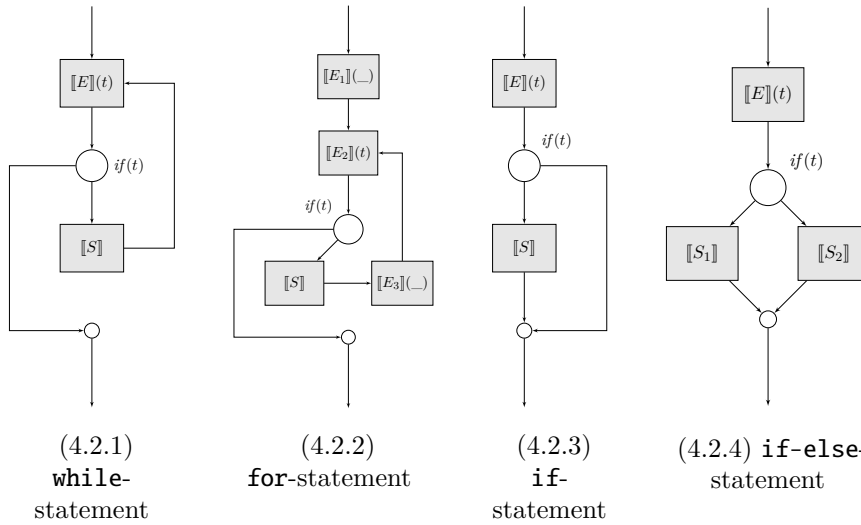 ⟦E⟧(t)
if(t)
⟦S⟧
(4.2.1)
while-
statement
⟦E₁⟧(_)
⟦E₂⟧(t)
if(t)
⟦S⟧
⟦E₃⟧(_)
(4.2.2)
for-statement
⟦E⟧(t)
if(t)
⟦S⟧
(4.2.3)
if-
statement
⟦E⟧(t)
if(t)
⟦S₁⟧
⟦S₂⟧
(4.2.4) if-else-
statement